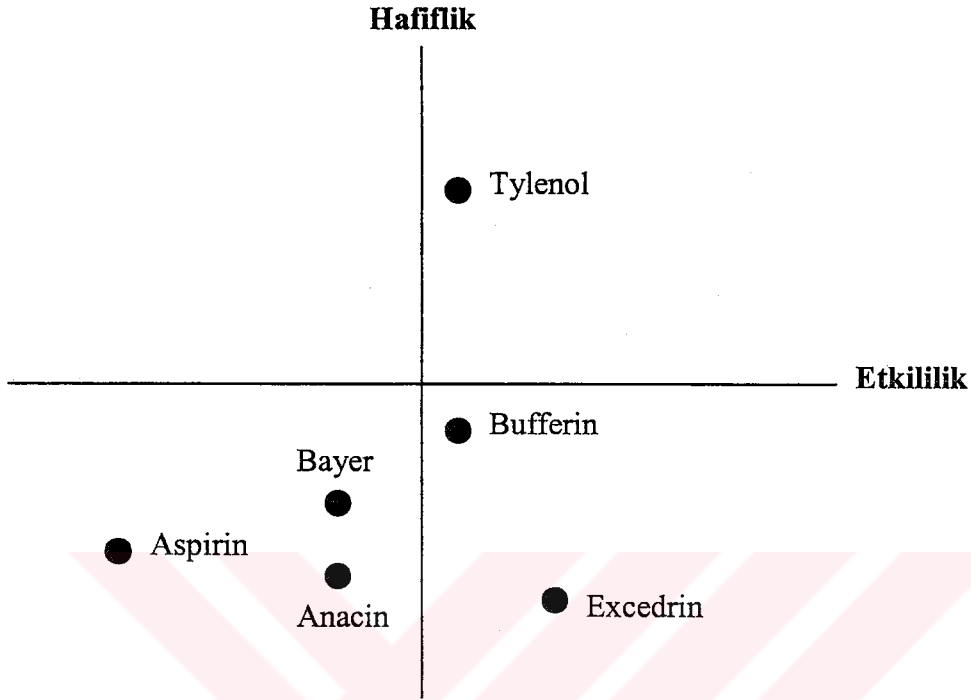 Hafiflik
Tylenol
Etkililik
Bufferin
Bayer
Aspirin
Anacin
Excedrin